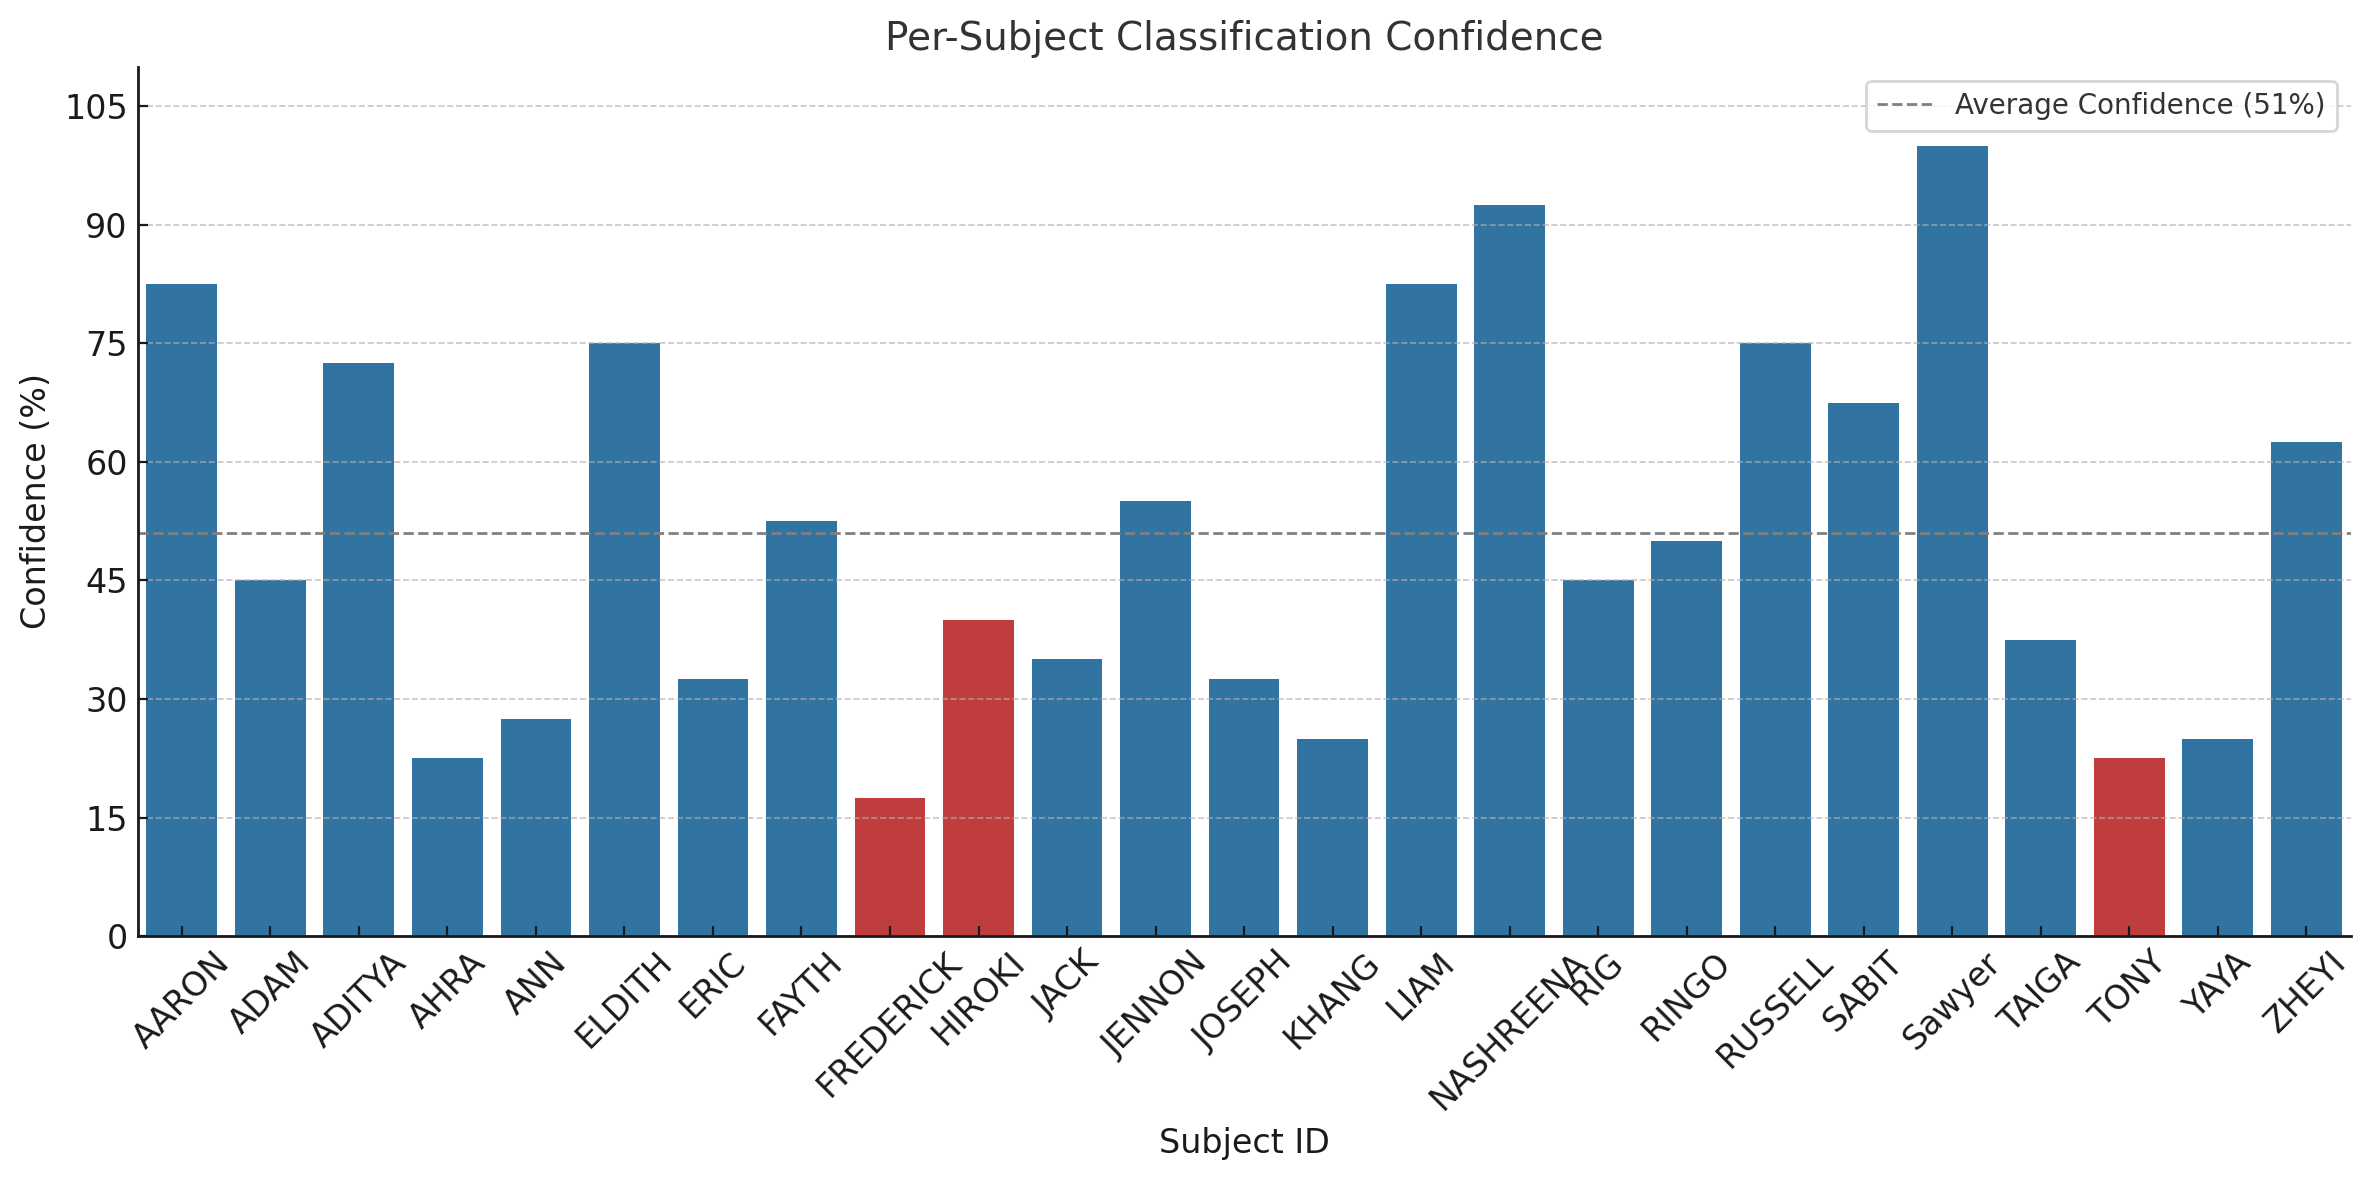 Per-Subject Classification Confidence
Average Confidence (51%)
Confidence (%)
105
90
75
60
45
30
15
0
AARON
ADAM
ADITYA
AHRA
ANN
ELDITH
ERIC
FAYTH
FREDERICK
HIROKI
JACK
JENNON
JOSEPH
KHANG
LIAM
NASHREENA
RIG
RINGO
RUSSELL
SABIT
Sawyer
TAIGA
TONY
YAYA
ZHEYI
Subject ID